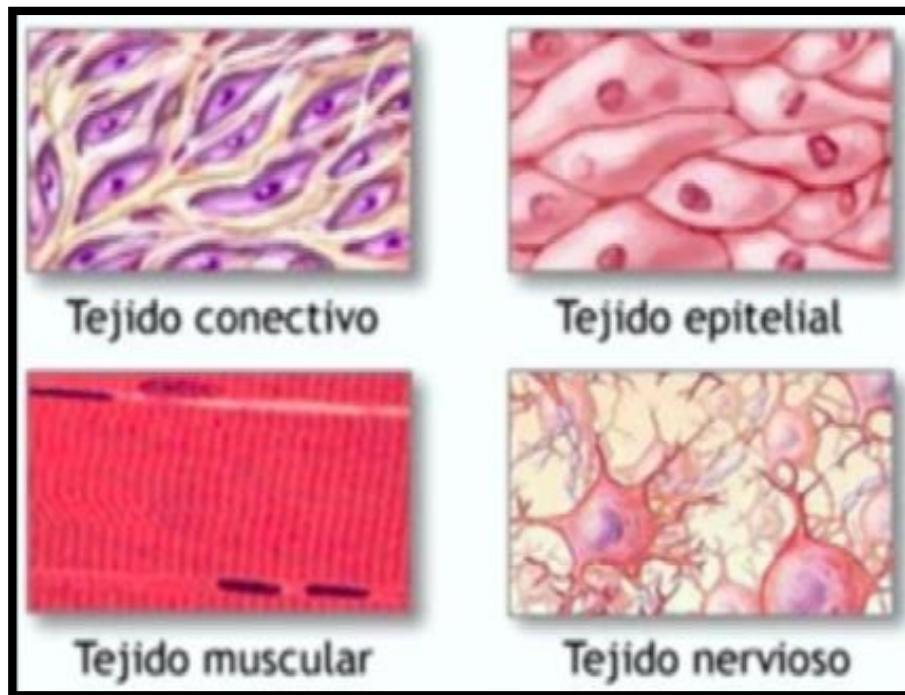 Tejido conectivo
Tejido epitelial
Tejido muscular
Tejido nervioso